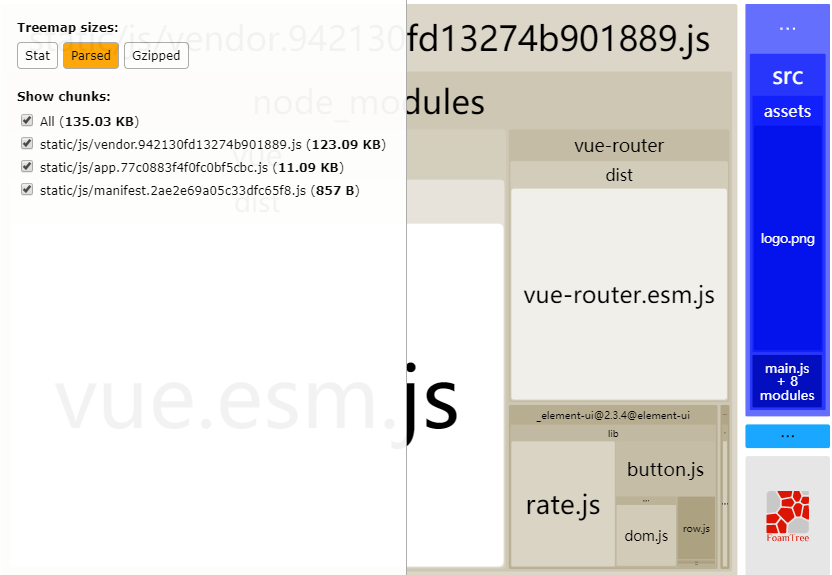 Treemap sizes:
Stat
Parsed
Gzipped
Show chunks:
All (135.03 KB)
static/js/vendor.942130fd13274b901889.js (123.09 KB)
static/js/app.77c0883f4f0fc0bf5cbc.js (11.09 KB)
static/js/manifest.2ae2e69a05c33dfc65f8.js (857 B)
static/js/vendor.942130fd13274b901889.js
node_modules
vue
dist
vue.esm.js
vue-router
dist
vue-router.esm.js
_element-ui@2.3.4@element-ui
lib
rate.js
button.js
...
dom.js
row.js
...
src
assets
logo.png
main.js
+ 8
modules
...
FoamTree